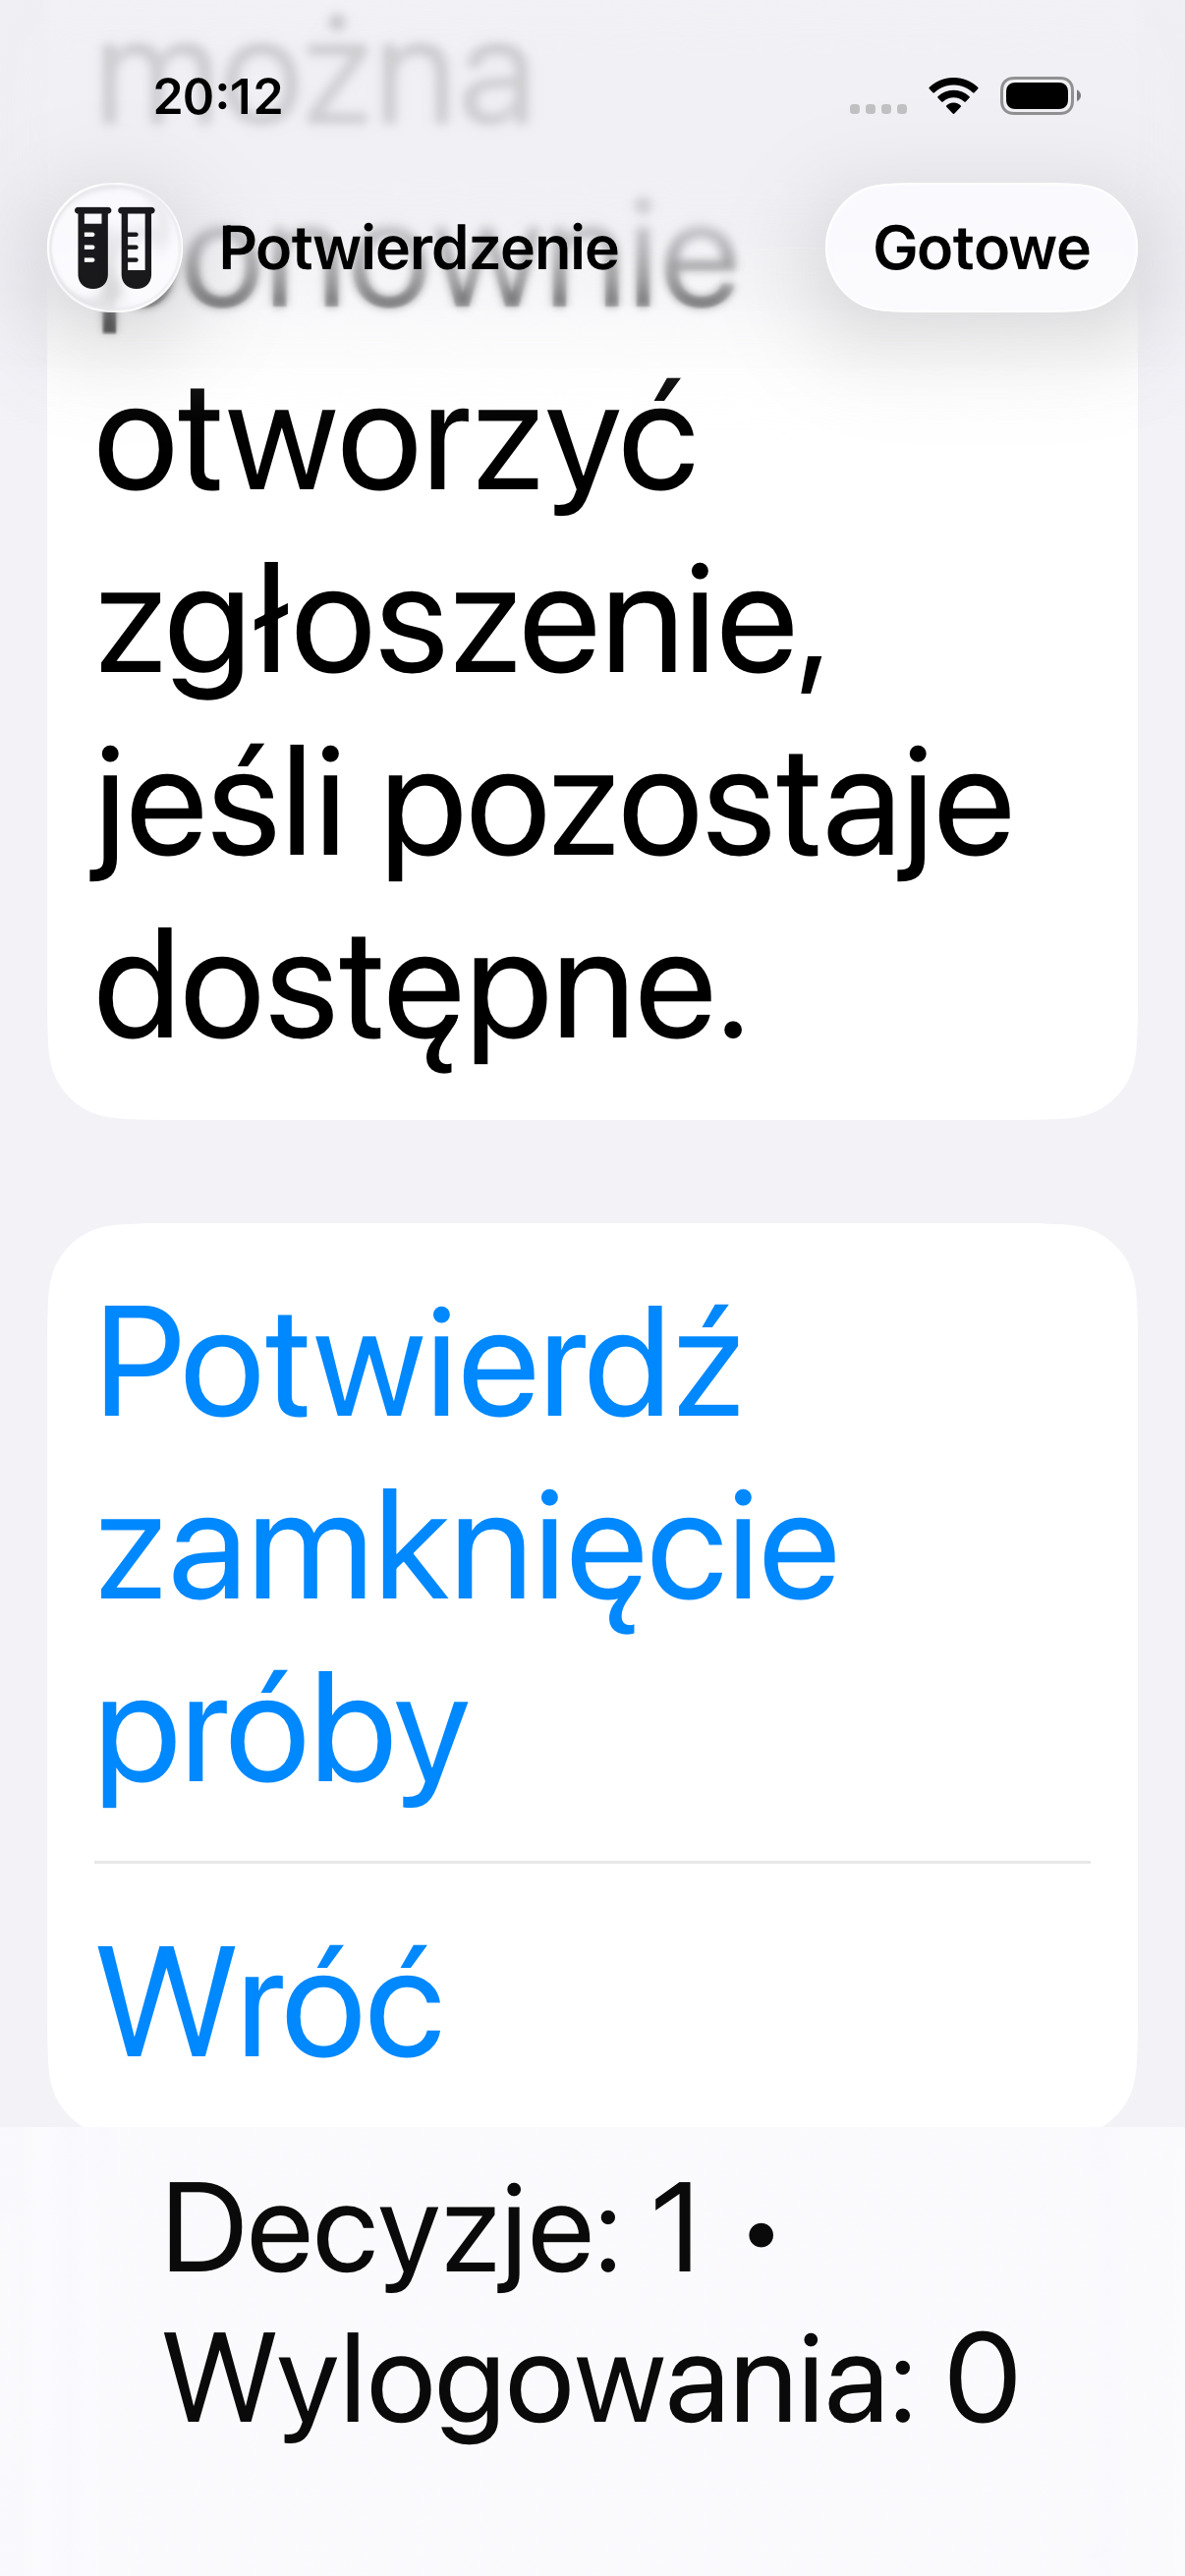 można
20:12
ponownie
Potwierdzenie
Gotowe
otworzyć
zgłoszenie,
jeśli pozostaje
dostępne.
Potwierdź
zamknięcie
próby
Wróć
Decyzje: 1 •
Wylogowania: 0